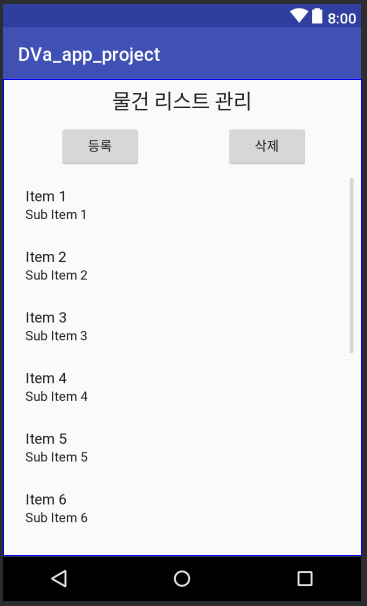 8:00
DVa_app_project
물건 리스트 관리
등록 삭제
Item 1
Sub Item 1
Item 2
Sub Item 2
Item 3
Sub Item 3
Item 4
Sub Item 4
Item 5
Sub Item 5
Item 6
Sub Item 6